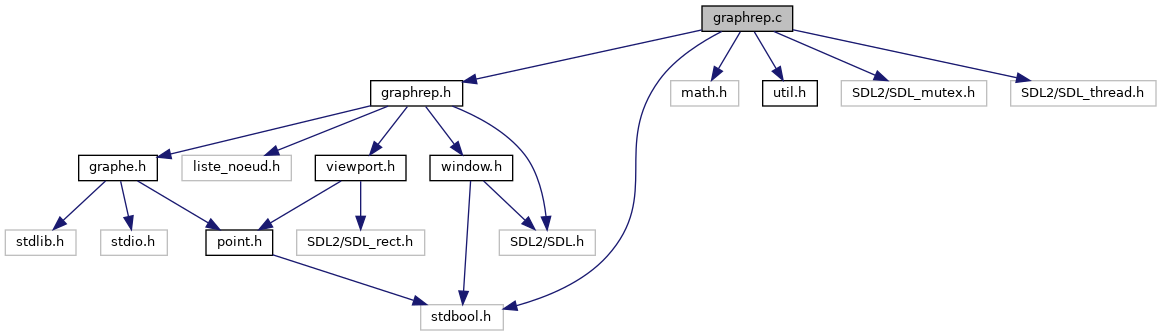 graphrep.c
graphrep.h
math.h
util.h
SDL2/SDL_mutex.h
SDL2/SDL_thread.h
graphe.h
liste_noeud.h
viewport.h
window.h
stdlib.h
stdio.h
point.h
SDL2/SDL_rect.h
SDL2/SDL.h
stdbool.h